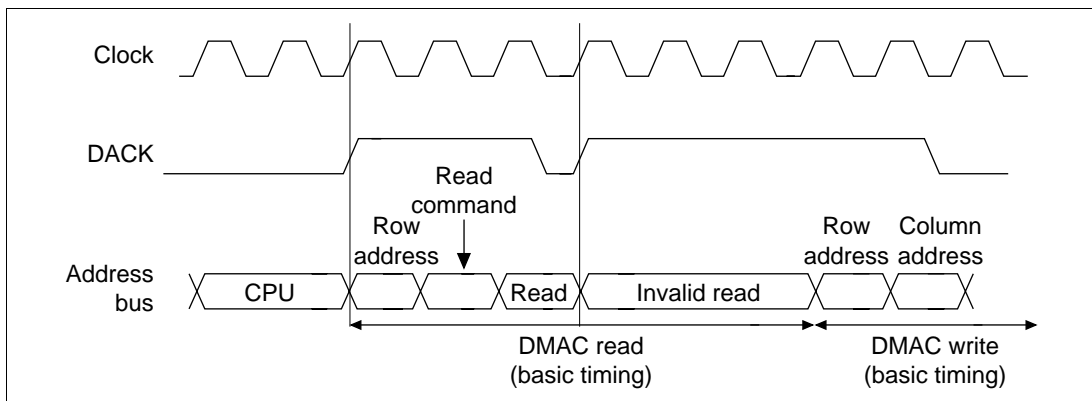 Clock
DACK
Read
command
Row
address
Row
address
Column
address
Address
bus
CPU
Read
Invalid read
DMAC read
(basic timing)
DMAC write
(basic timing)